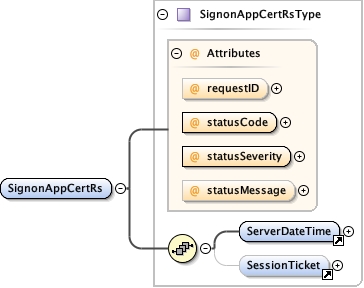 SignonAppCertRsType
Attributes
@ requestID
@ statusCode
@ statusSeverity
@ statusMessage
SignonAppCertRs
ServerDateTime
SessionTicket